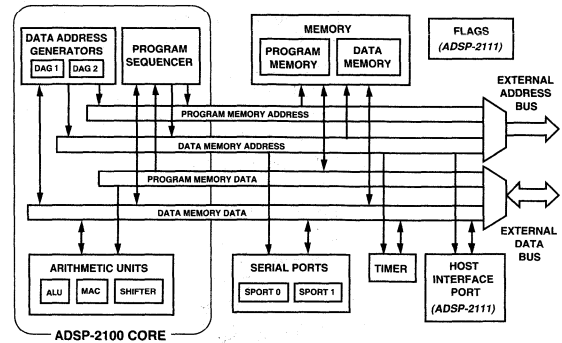 DATA ADDRESS
GENERATORS
DAG 1
DAG 2
PROGRAM
SEQUENCER
MEMORY
PROGRAM
MEMORY
DATA
MEMORY
FLAGS
(ADSP-2111)
EXTERNAL
ADDRESS
BUS
PROGRAM MEMORY ADDRESS
DATA MEMORY ADDRESS
PROGRAM MEMORY DATA
DATA MEMORY DATA
EXTERNAL
DATA
BUS
ARITHMETIC UNITS
ALU
MAC
SHIFTER
SERIAL PORTS
SPORT 0
SPORT 1
TIMER
HOST
INTERFACE
PORT
(ADSP-2111)
ADSP-2100 CORE